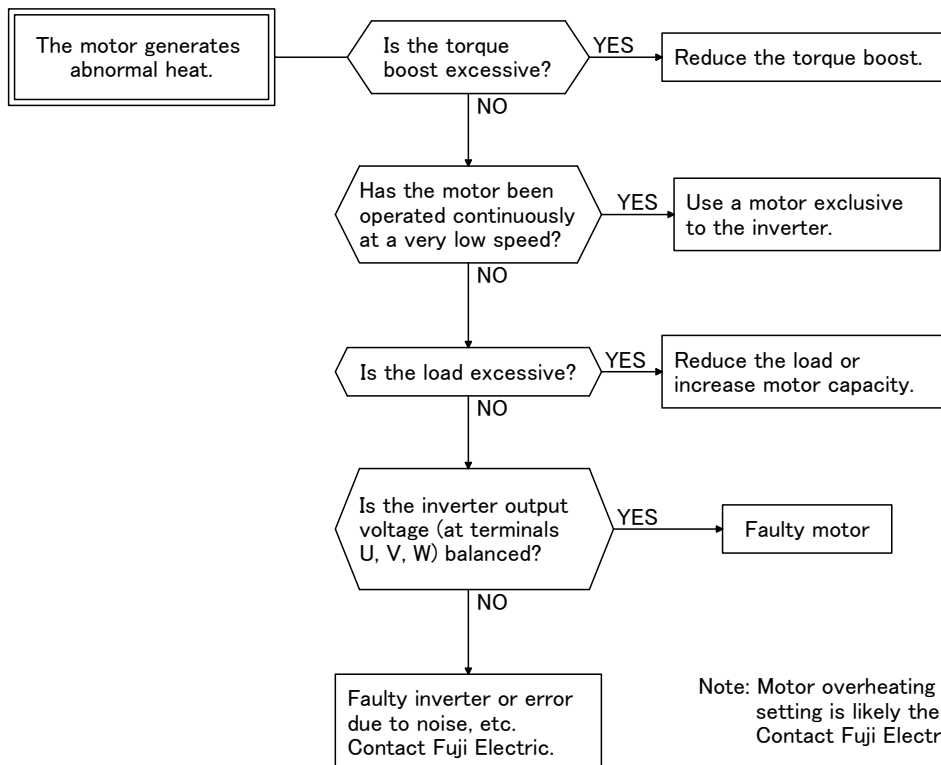 The motor generates
abnormal heat.
Is the torque
boost excessive?
YES
Reduce the torque boost.
NO
Has the motor been
operated continuously
at a very low speed?
YES
Use a motor exclusive
to the inverter.
NO
Is the load excessive?
YES
Reduce the load or
increase motor capacity.
NO
Is the inverter output
voltage (at terminals
U, V, W) balanced?
YES
Faulty motor
NO
Faulty inverter or error
due to noise, etc.
Contact Fuji Electric.
Note: Motor overheating
setting is likely the
Contact Fuji Electr